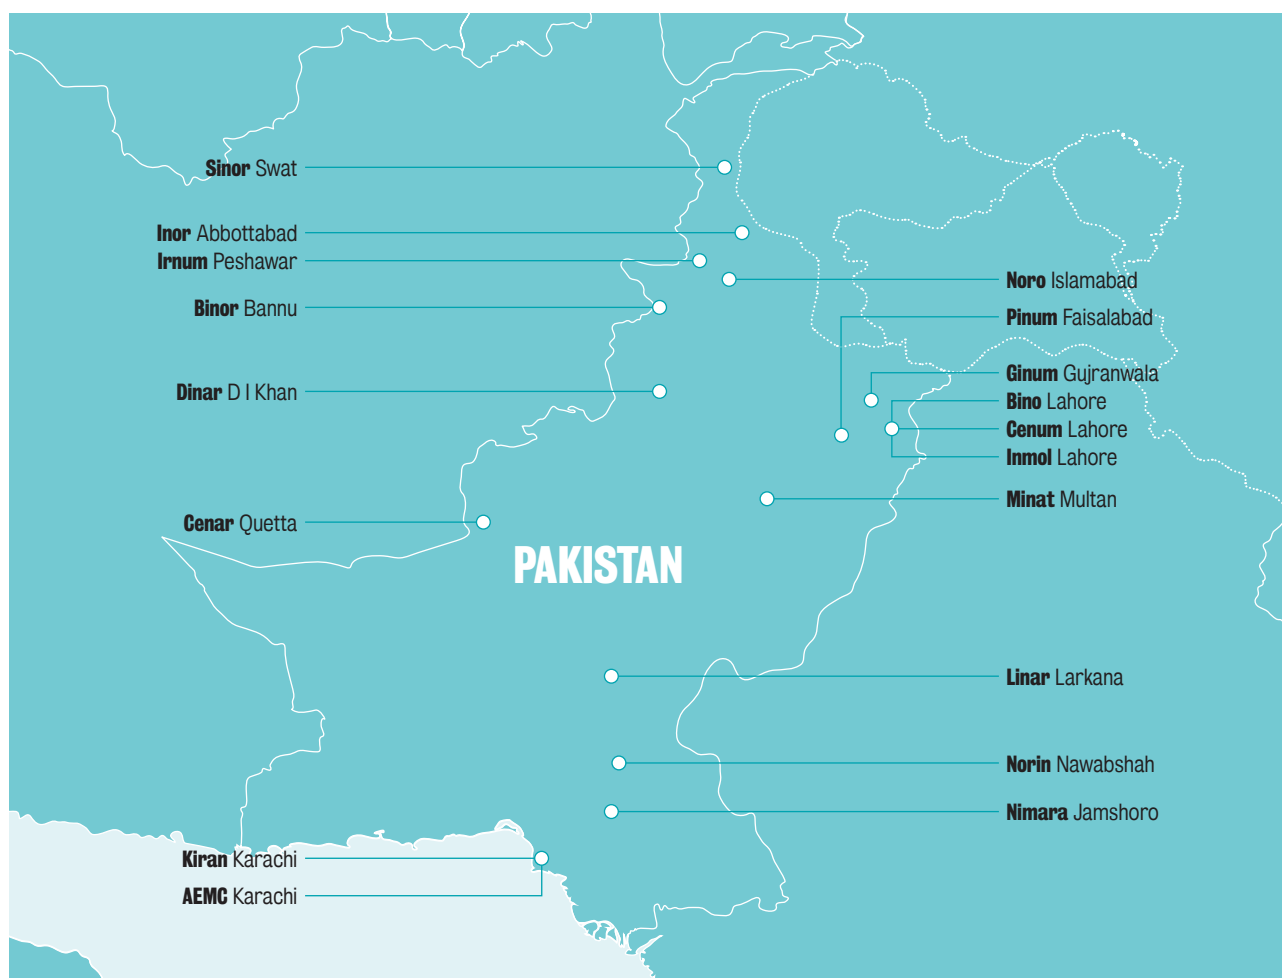 Sinor Swat
Inor Abbottabad
Irnum Peshawar
Binor Bannu
Dinar D I Khan
Cenar Quetta
Kiran Karachi
AEMC Karachi
PAKISTAN
Noro Islamabad
Pinum Faisalabad
Ginum Gujranwala
Bino Lahore
Cenum Lahore
Inmol Lahore
Minat Multan
Linar Larkana
Norin Nawabshah
Nimara Jamshoro